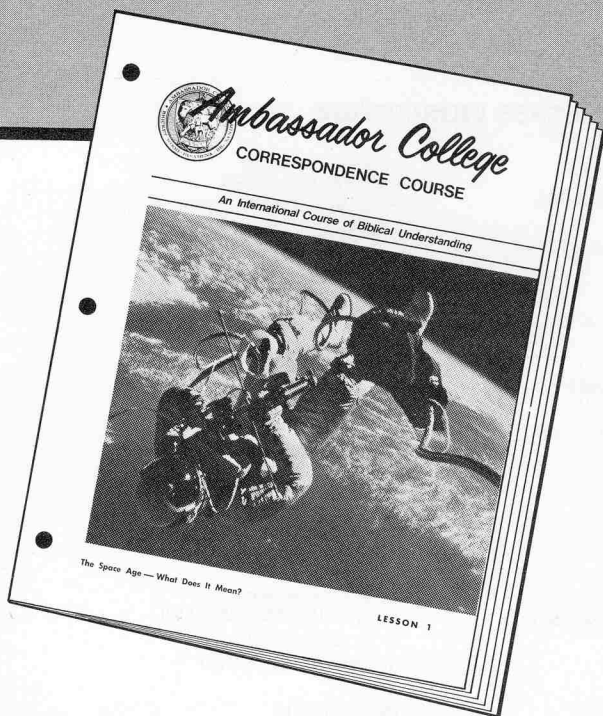 Ambassador College
CORRESPONDENCE COURSE
An International Course of Biblical Understanding
The Space Age — What Does It Mean?
LESSON 1